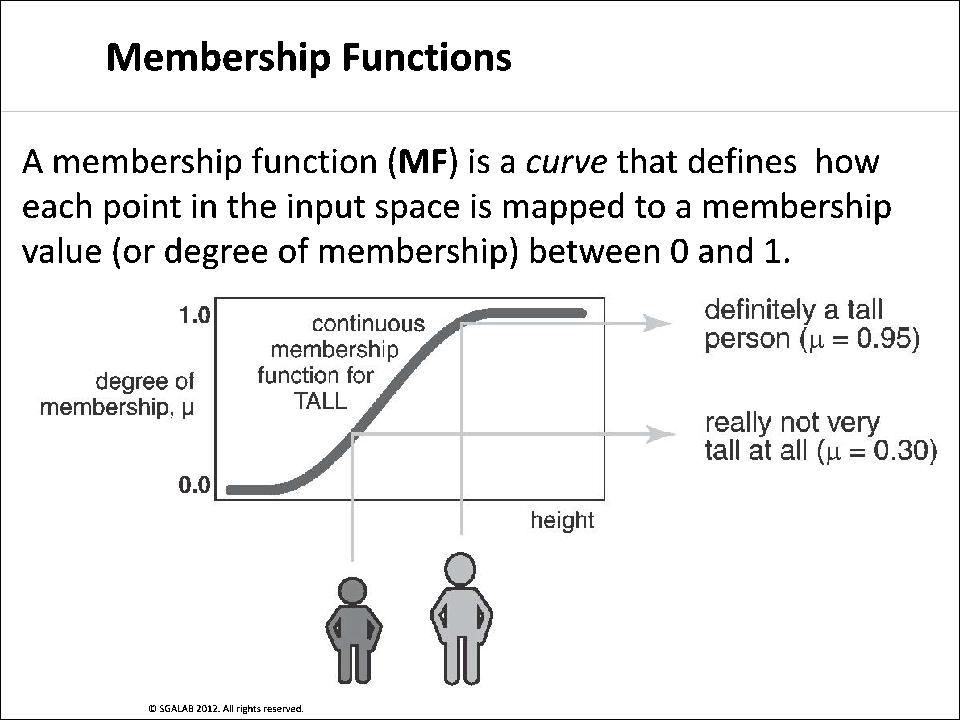 Membership Functions
A membership function (MF) is a curve that defines  how
each point in the input space is mapped to a membership
value (or degree of membership) between 0 and 1.
1.0
continuous
membership
function for
TALL
degree of
membership, μ
0.0
height
definitely a tall
person (μ = 0.95)
really not very
tall at all (μ = 0.30)
© SGALAB 2012. All rights reserved.